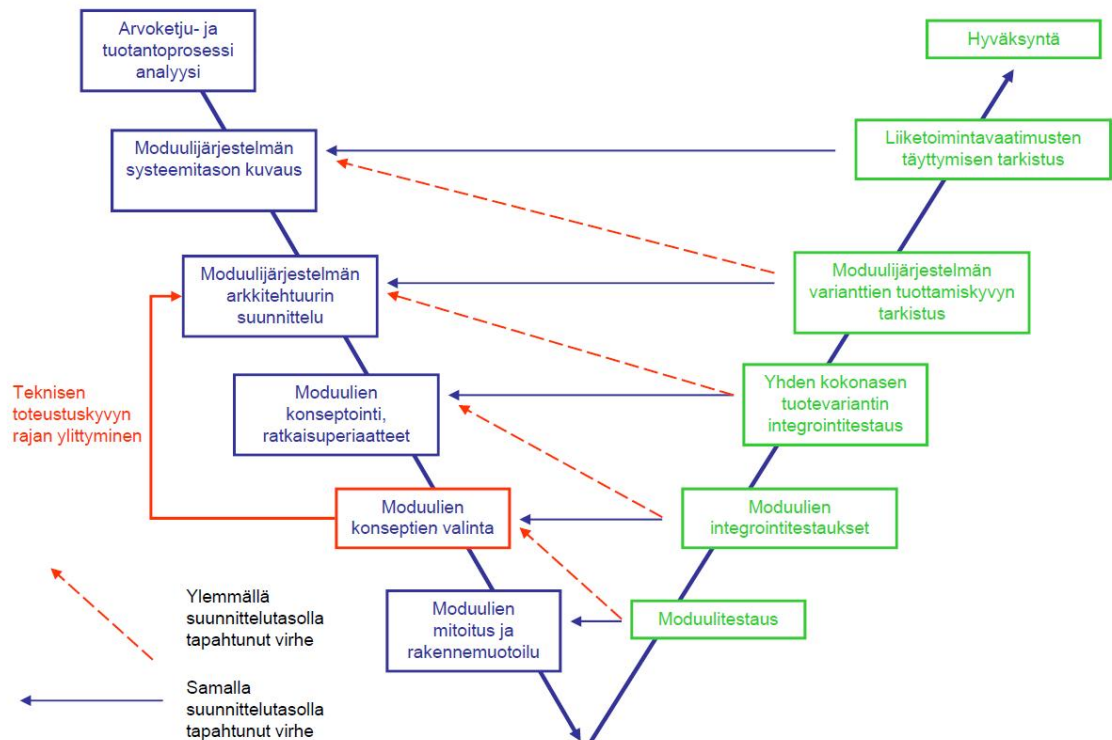 Arvoketju- ja
tuotantoprosessi
analyysi
Hyväksyntä
Moduulijärjestelmän
systeemitason kuvaus
Liiketoimintavaatimusten
täyttymisen tarkistus
Moduulijärjestelmän
arkkitehtuurin
suunnittelu
Moduulijärjestelmän
varianttien tuottamiskyvyn
tarkistus
Teknisen
toteustuskyvyn
rajan ylittyminen
Moduulien
konseptointi,
ratkaisuperiaatteet
Yhden kokonasen
tuotevariantin
integrointitestaus
Moduulien
konseptien valinta
Moduulien
integrointitestaukset
Moduulien
mitoitus ja
rakennemuotoilu
Moduulitestaus
Ylemmällä
suunnittelutasolla
tapahtunut virhe
Samalla
suunnittelutasolla
tapahtunut virhe